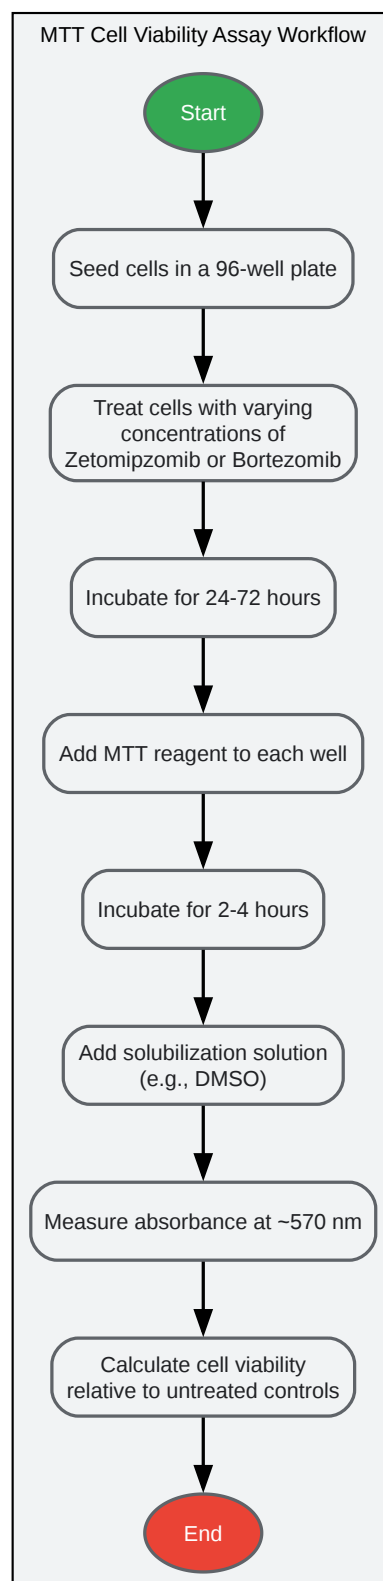 MTT Cell Viability Assay Workflow
Start
Seed cells in a 96-well plate
Treat cells with varying
concentrations of
Zetomipzomib or Bortezomib
Incubate for 24-72 hours
Add MTT reagent to each well
Incubate for 2-4 hours
Add solubilization solution
(e.g., DMSO)
Measure absorbance at ~570 nm
Calculate cell viability
relative to untreated controls
End